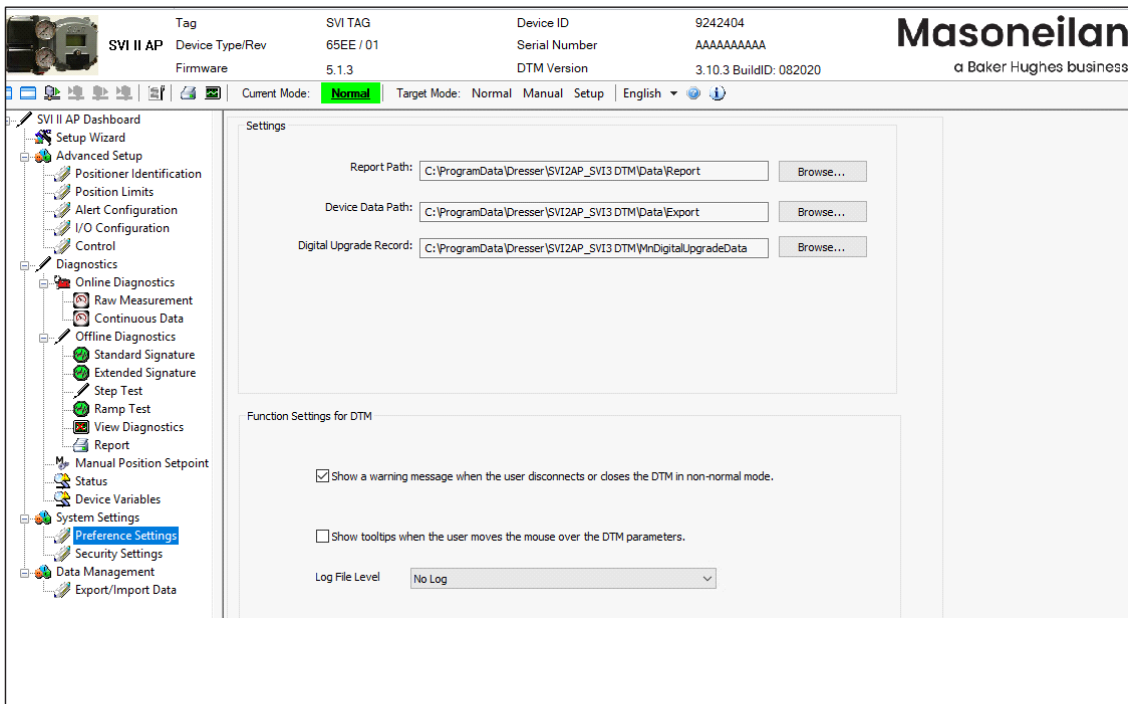 Tag SVI TAG Device ID 9242404
SVI II AP Device Type/Rev 65EE / 01 Serial Number AAAAAAAAAA
Firmware 5.1.3 DTM Version 3.10.3 BuildID: 082020
Masoneilan
a Baker Hughes business
Current Mode: Normal Target Mode: Normal Manual Setup English
SVI II AP Dashboard
Setup Wizard
Advanced Setup
Positioner Identification
Position Limits
Alert Configuration
I/O Configuration
Control
Diagnostics
Online Diagnostics
Raw Measurement
Continuous Data
Offline Diagnostics
Standard Signature
Extended Signature
Step Test
Ramp Test
View Diagnostics
Report
Manual Position Setpoint
Status
Device Variables
System Settings
Preference Settings
Security Settings
Data Management
Export/Import Data
Settings
Report Path: C:\ProgramData\Dresser\SVI2AP_SVI3 DTM\Data\Report Browse...
Device Data Path: C:\ProgramData\Dresser\SVI2AP_SVI3 DTM\Data\Export Browse...
Digital Upgrade Record: C:\ProgramData\Dresser\SVI2AP_SVI3 DTM\MnDigitalUpgradeData Browse...
Function Settings for DTM
Show a warning message when the user disconnects or closes the DTM in non-normal mode.
Show tooltips when the user moves the mouse over the DTM parameters.
Log File Level No Log